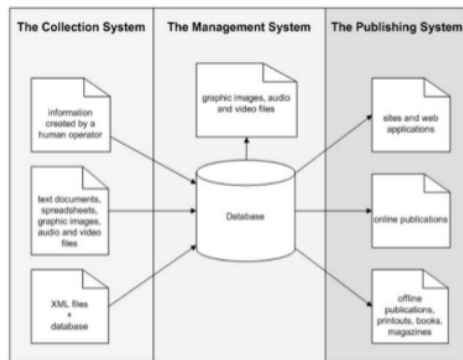 The Collection System
The Management System
The Publishing System
information
created by a
human operator
text documents,
spreadsheets,
graphic images,
audio and video
files
XML files
+
database
graphic images, audio
and video files
Database
sites and web
applications
online publications
offline
publications,
printouts, books,
magazines